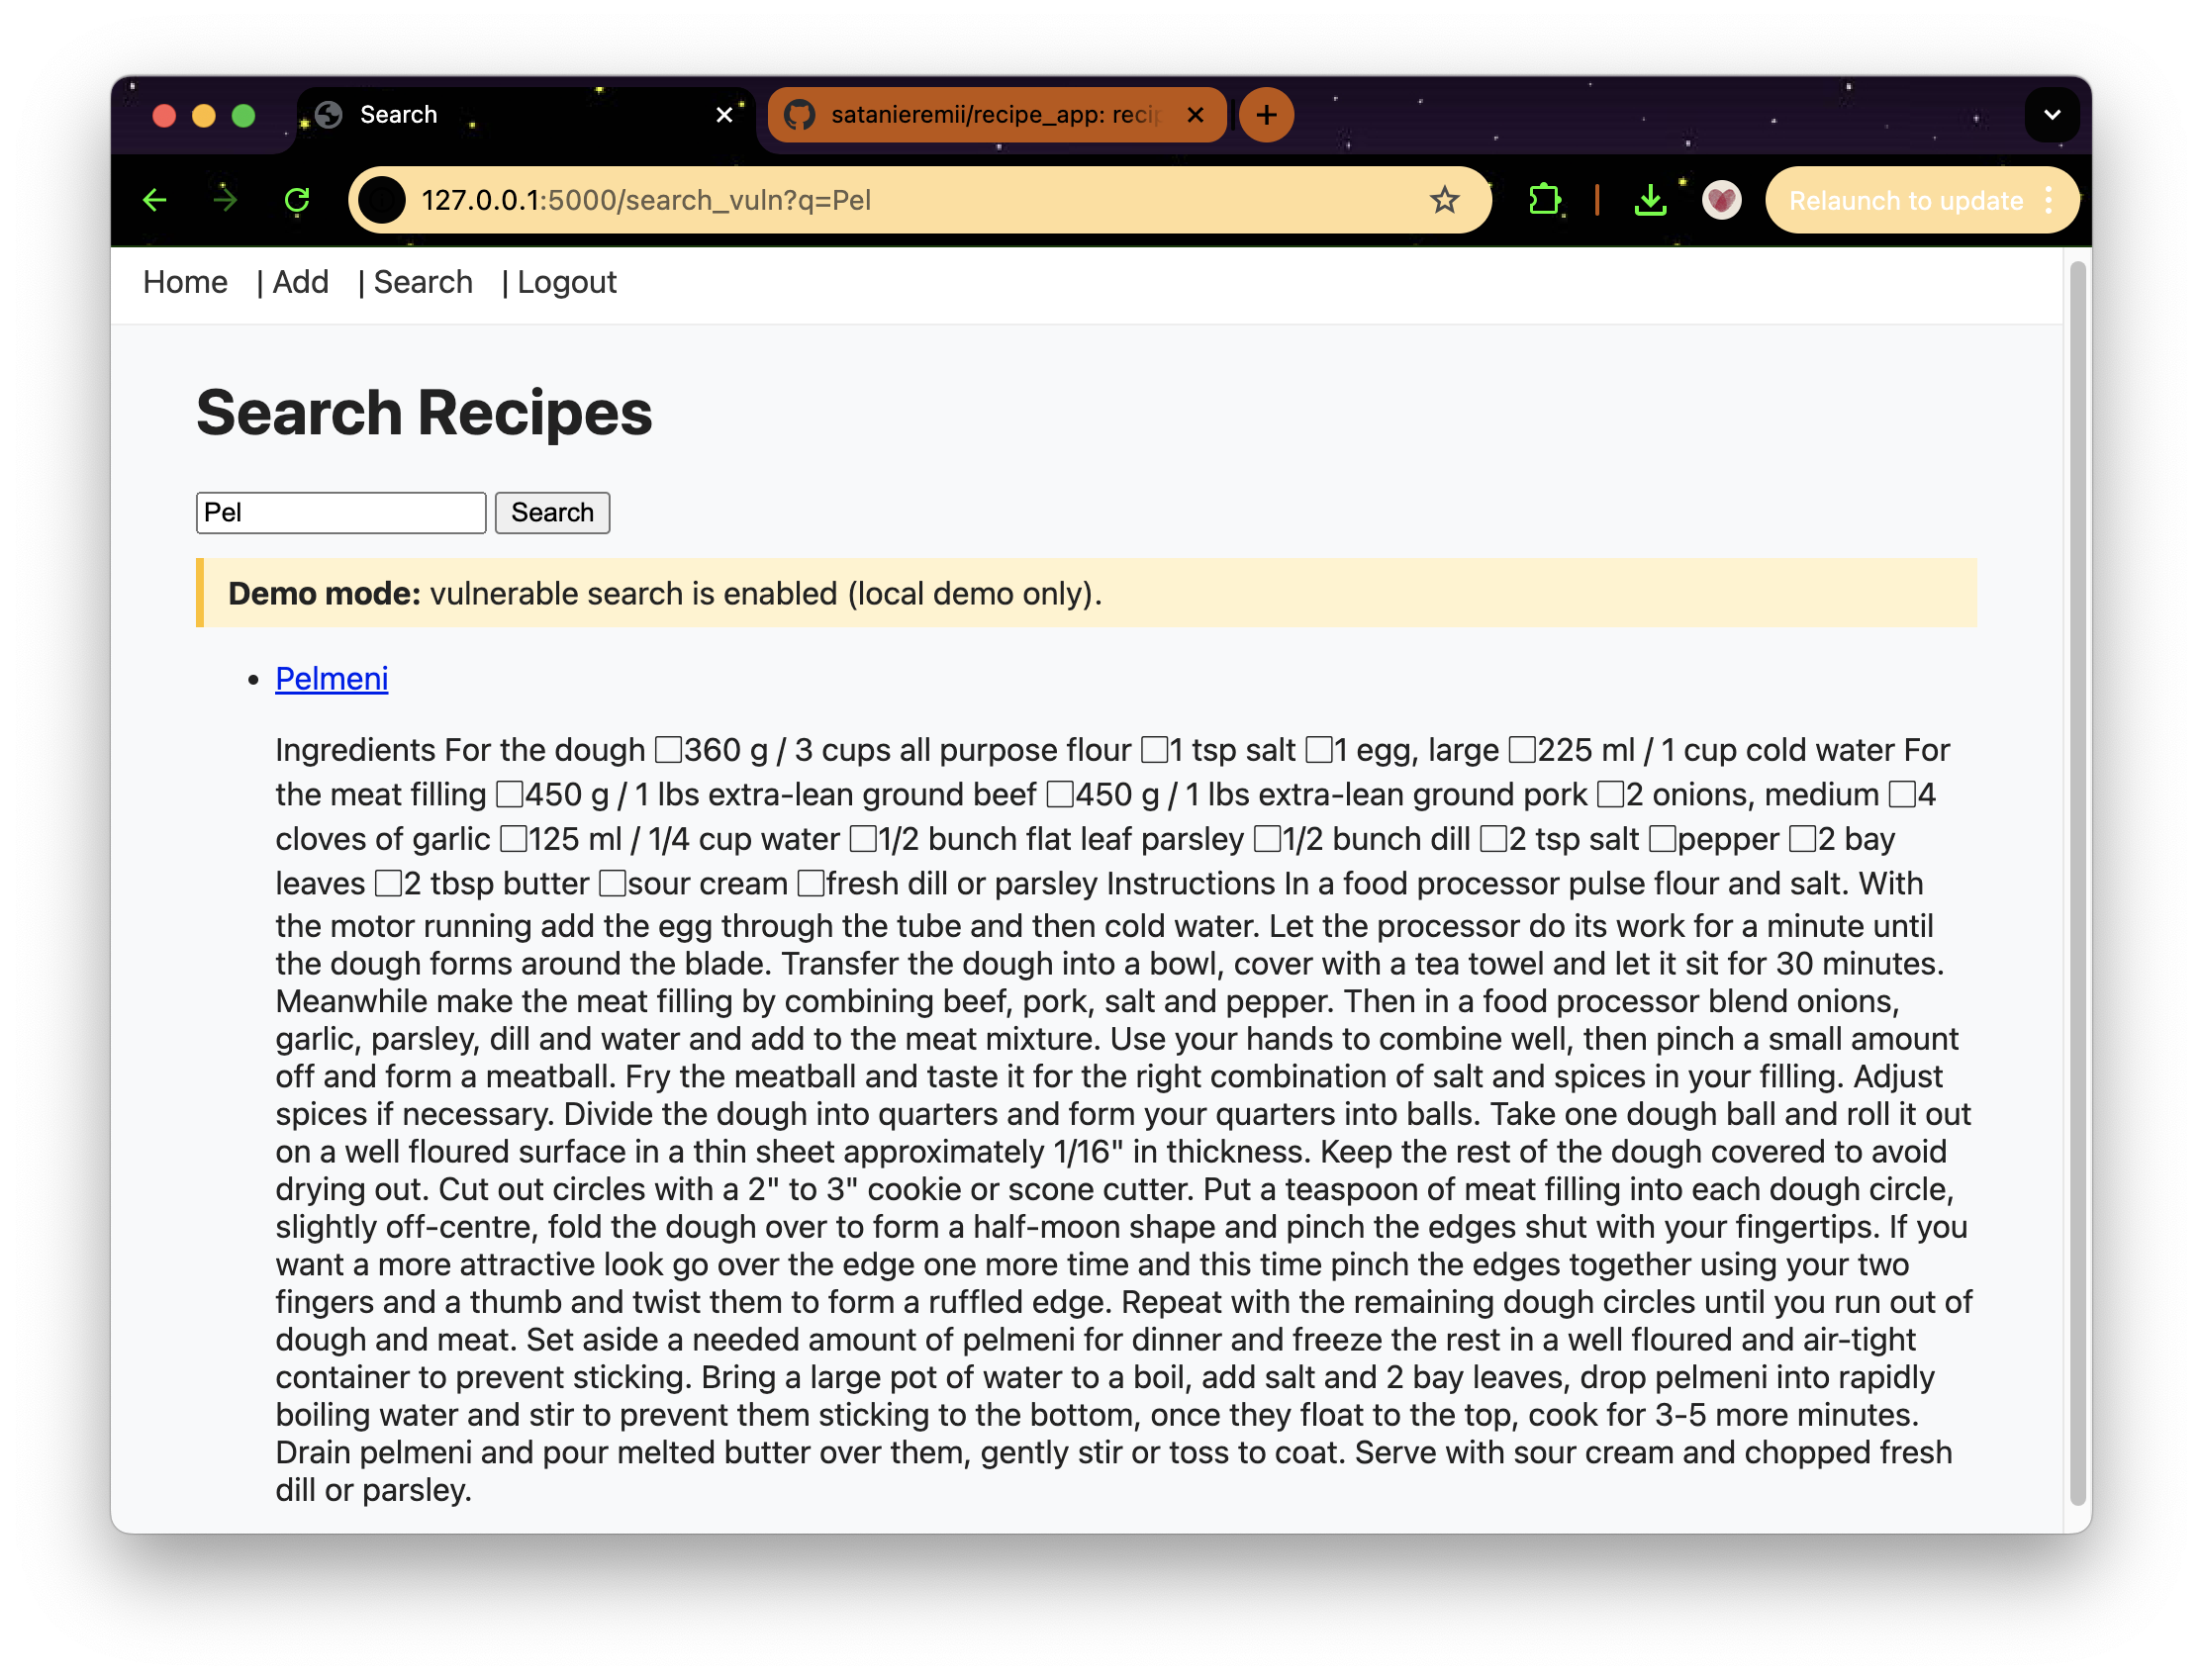 Search
satanieremii/recipe_app: recip
127.0.0.1:5000/search_vuln?q=Pel
Relaunch to update
Home | Add | Search | Logout
Search Recipes
Pel Search
Demo mode: vulnerable search is enabled (local demo only).
• Pelmeni
Ingredients For the dough ▢360 g / 3 cups all purpose flour ▢1 tsp salt ▢1 egg, large ▢225 ml / 1 cup cold water For
the meat filling ▢450 g / 1 lbs extra-lean ground beef ▢450 g / 1 lbs extra-lean ground pork ▢2 onions, medium ▢4
cloves of garlic ▢125 ml / 1/4 cup water ▢1/2 bunch flat leaf parsley ▢1/2 bunch dill ▢2 tsp salt ▢pepper ▢2 bay
leaves ▢2 tbsp butter ▢sour cream ▢fresh dill or parsley Instructions In a food processor pulse flour and salt. With
the motor running add the egg through the tube and then cold water. Let the processor do its work for a minute until
the dough forms around the blade. Transfer the dough into a bowl, cover with a tea towel and let it sit for 30 minutes.
Meanwhile make the meat filling by combining beef, pork, salt and pepper. Then in a food processor blend onions,
garlic, parsley, dill and water and add to the meat mixture. Use your hands to combine well, then pinch a small amount
off and form a meatball. Fry the meatball and taste it for the right combination of salt and spices in your filling. Adjust
spices if necessary. Divide the dough into quarters and form your quarters into balls. Take one dough ball and roll it out
on a well floured surface in a thin sheet approximately 1/16" in thickness. Keep the rest of the dough covered to avoid
drying out. Cut out circles with a 2" to 3" cookie or scone cutter. Put a teaspoon of meat filling into each dough circle,
slightly off-centre, fold the dough over to form a half-moon shape and pinch the edges shut with your fingertips. If you
want a more attractive look go over the edge one more time and this time pinch the edges together using your two
fingers and a thumb and twist them to form a ruffled edge. Repeat with the remaining dough circles until you run out of
dough and meat. Set aside a needed amount of pelmeni for dinner and freeze the rest in a well floured and air-tight
container to prevent sticking. Bring a large pot of water to a boil, add salt and 2 bay leaves, drop pelmeni into rapidly
boiling water and stir to prevent them sticking to the bottom, once they float to the top, cook for 3-5 more minutes.
Drain pelmeni and pour melted butter over them, gently stir or toss to coat. Serve with sour cream and chopped fresh
dill or parsley.